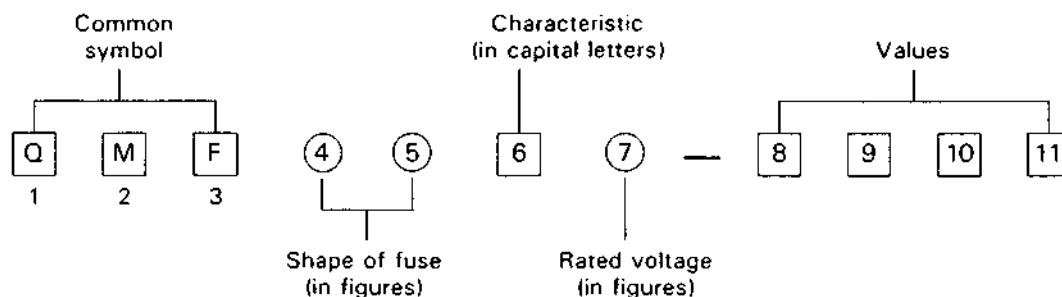 Common
symbol
Characteristic
(in capital letters)
Values
Q M F 4 5 6 7 — 8 9 10 11
1 2 3
Shape of fuse
(in figures)
Rated voltage
(in figures)